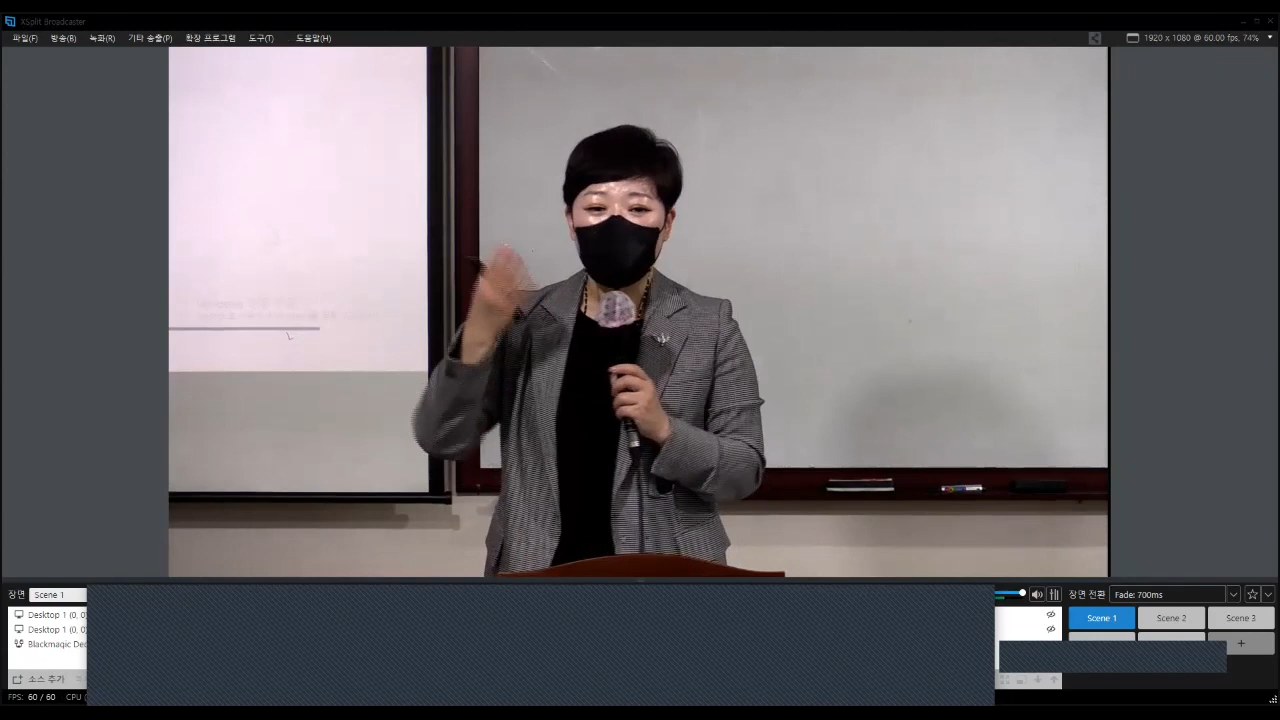 XSplit Broadcaster
파일(F) 방송(B) 녹화(R) 기타 송출(P) 확장 프로그램 도구(T) 도움말(H)
1920 x 1080 @ 60.00 fps, 74%
장면 Scene 1
장면 전환 Fade: 700ms
Desktop 1 (0, 0)
Desktop 1 (0, 0)
Blackmagic De
Scene 1 Scene 2 Scene 3
+
소스 추가
FPS: 60 / 60 CPU (